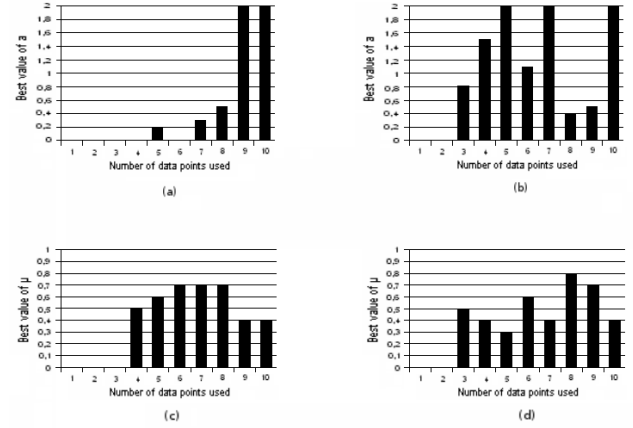 Best value of a
2
1,8
1,6
1,4
1,2
1
0,8
0,6
0,4
0,2
0
1 2 3 4 5 6 7 8 9 10
Number of data points used
(a)
Best value of a
2
1,8
1,6
1,4
1,2
1
0,8
0,6
0,4
0,2
0
1 2 3 4 5 6 7 8 9 10
Number of data points used
(b)
Best value of μ
1
0,9
0,8
0,7
0,6
0,5
0,4
0,3
0,2
0,1
0
1 2 3 4 5 6 7 8 9 10
Number of data points used
(c)
Best value of μ
1
0,9
0,8
0,7
0,6
0,5
0,4
0,3
0,2
0,1
0
1 2 3 4 5 6 7 8 9 10
Number of data points used
(d)